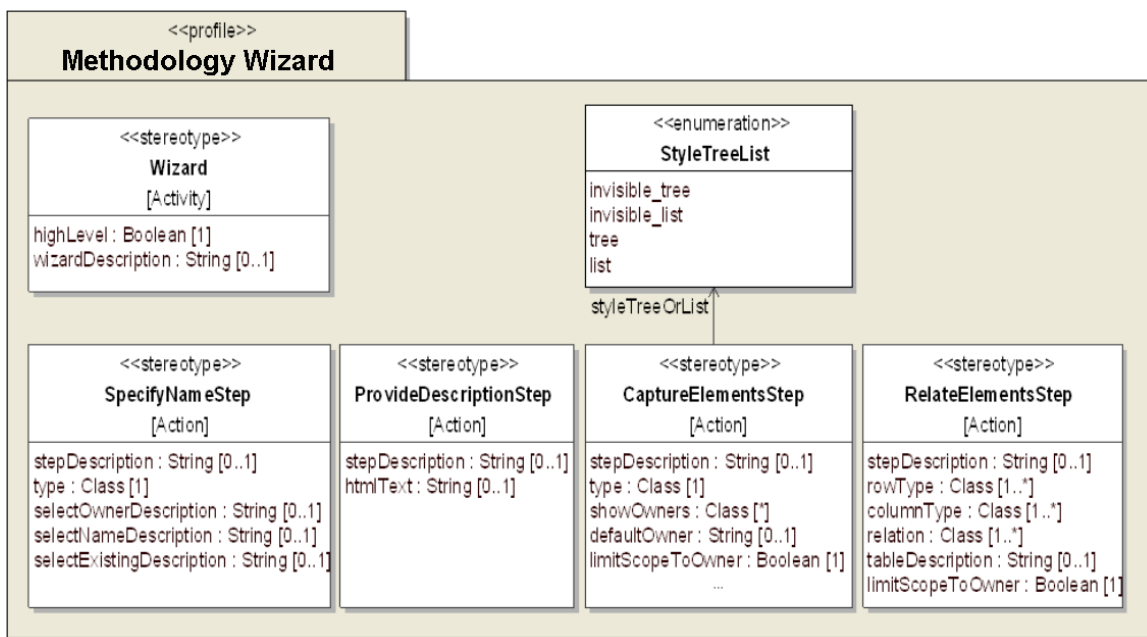 <<profile>>
Methodology Wizard
<<stereotype>>
Wizard
[Activity]
highLevel : Boolean [1]
wizardDescription : String [0..1]
<<enumeration>>
StyleTreeList
invisible_tree
invisible_list
tree
list
styleTreeOrList
<<stereotype>>
SpecifyNameStep
[Action]
stepDescription : String [0..1]
type : Class [1]
selectOwnerDescription : String [0..1]
selectNameDescription : String [0..1]
selectExistingDescription : String [0..1]
<<stereotype>>
ProvideDescriptionStep
[Action]
stepDescription : String [0..1]
htmlText : String [0..1]
<<stereotype>>
CaptureElementsStep
[Action]
stepDescription : String [0..1]
type : Class [1]
showOwners : Class [*]
defaultOwner : String [0..1]
limitScopeToOwner : Boolean [1]
...
<<stereotype>>
RelateElementsStep
[Action]
stepDescription : String [0..1]
rowType : Class [1..*]
columnType : Class [1..*]
relation : Class [1..*]
tableDescription : String [0..1]
limitScopeToOwner : Boolean [1]